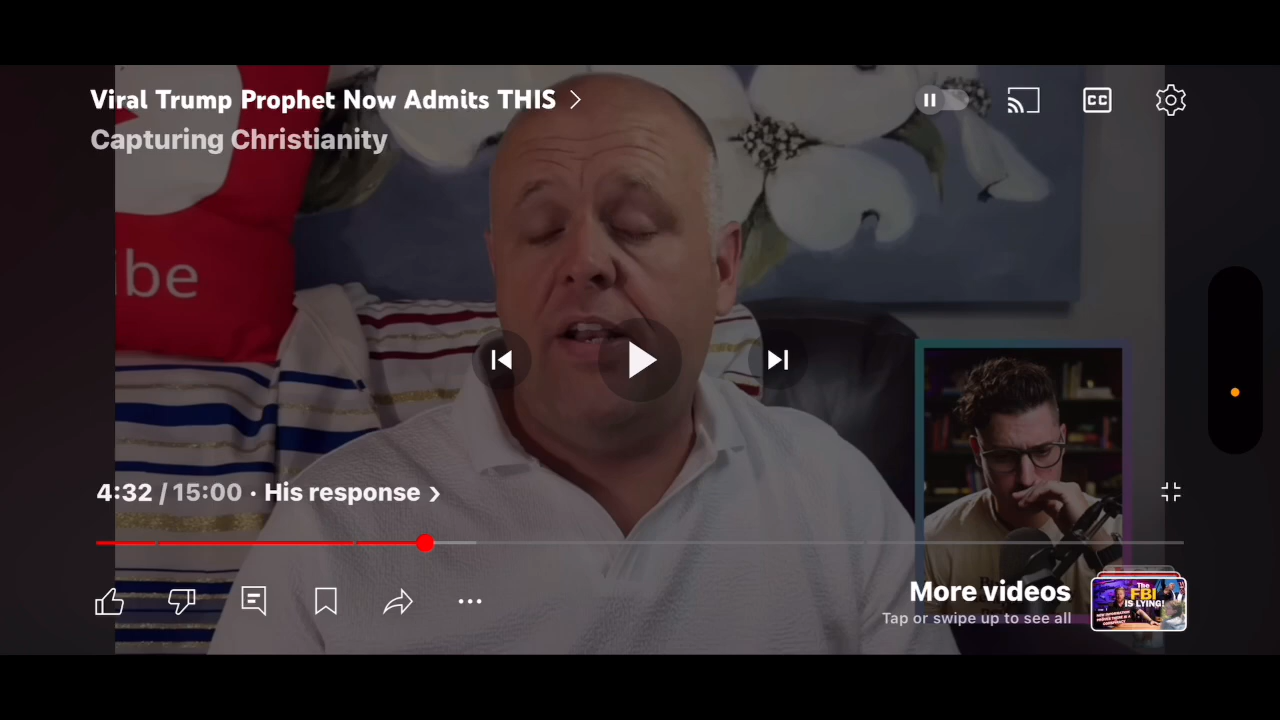 Viral Trump Prophet Now Admits THIS
Capturing Christianity
CC
ibe
4:32 / 15:00 · His response
More videos
Tap or swipe up to see all
The
FBI
IS LYING!